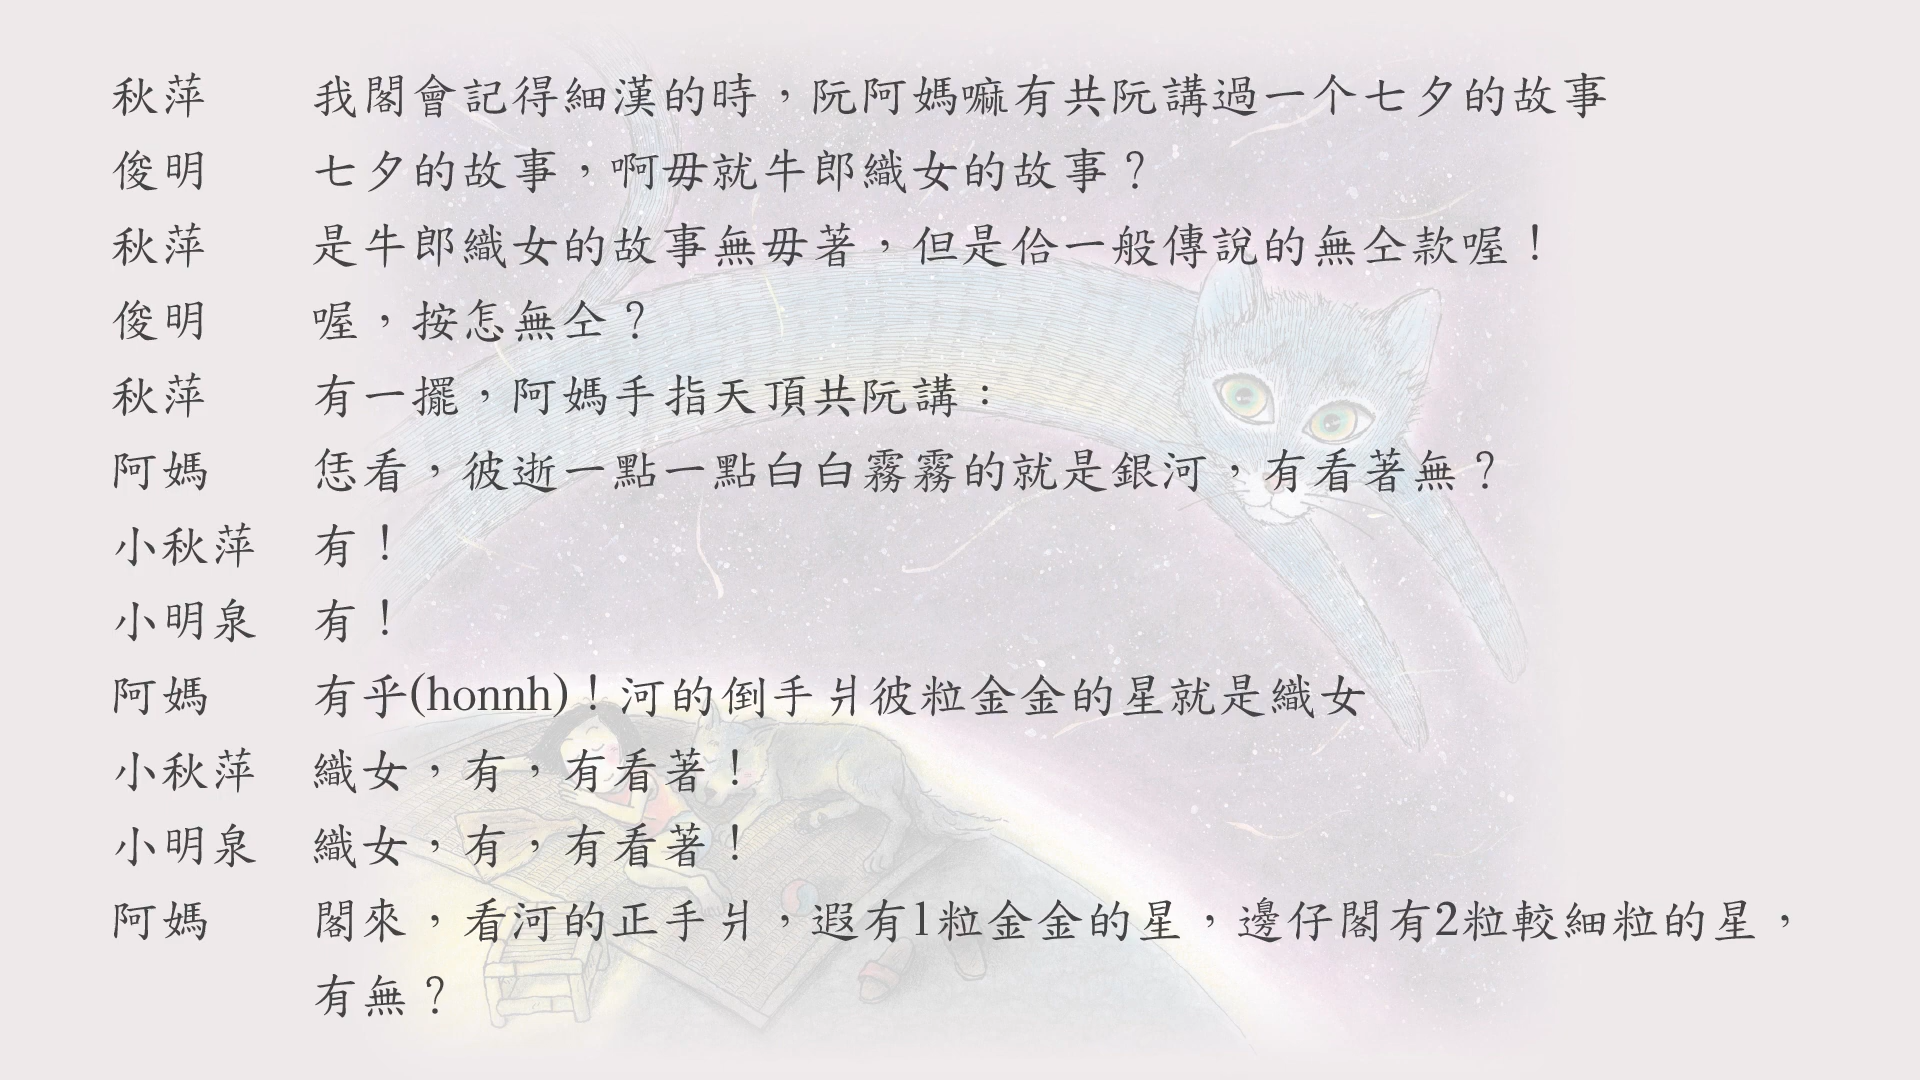 秋萍 我閣會記得細漢的時，阮阿媽嘛有共阮講過一个七夕的故事
俊明 七夕的故事，啊毋就牛郎織女的故事？
秋萍 是牛郎織女的故事無毋著，但是佮一般傳說的無仝款喔！
俊明 喔，按怎無仝？
秋萍 有一擺，阿媽手指天頂共阮講：
阿媽 恁看，彼逝一點一點白白霧霧的就是銀河，有看著無？
小秋萍 有！
小明泉 有！
阿媽 有乎(honnh)！河的倒手爿彼粒金金的星就是織女
小秋萍 織女，有，有看著！
小明泉 織女，有，有看著！
阿媽 閣來，看河的正手爿，遐有1粒金金的星，邊仔閣有2粒較細粒的星，
有無？